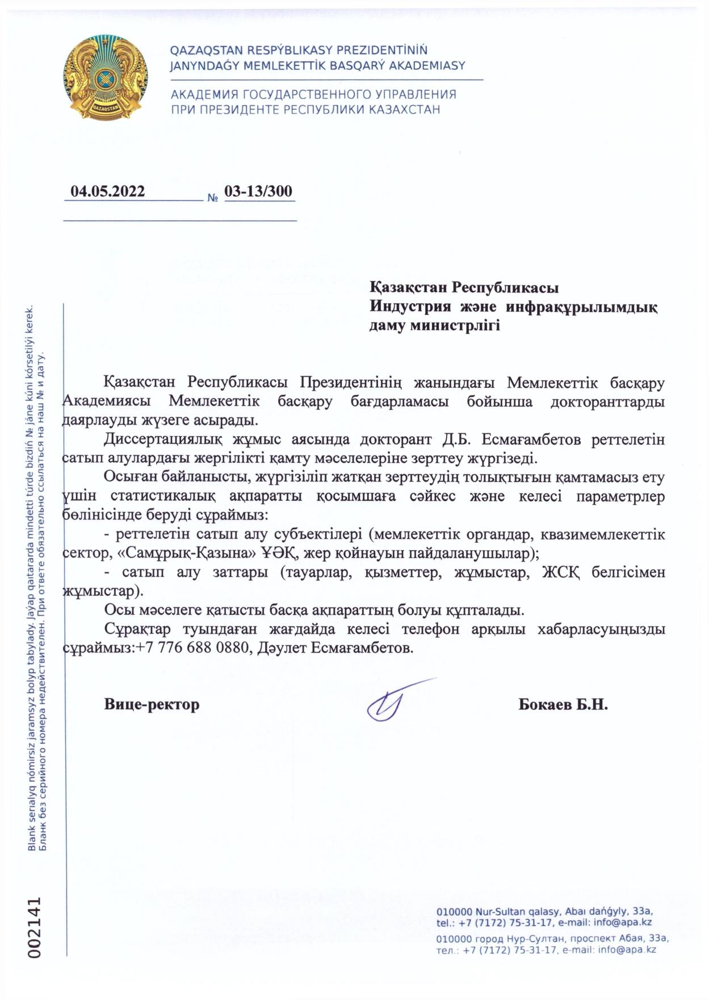 QAZAQSTAN
QAZAQSTAN RESPÝBLIKASY PREZIDENTİNİŃ
JANYNDAǴY MEMLEKETTİK BASQARÝ AKADEMIASY
АКАДЕМИЯ ГОСУДАРСТВЕННОГО УПРАВЛЕНИЯ
ПРИ ПРЕЗИДЕНТЕ РЕСПУБЛИКИ КАЗАХСТАН
04.05.2022 № 03-13/300
Қазақстан Республикасы
Индустрия және инфрақұрылымдық
даму министрлігі
Қазақстан Республикасы Президентінің жанындағы Мемлекеттік басқару
Академиясы Мемлекеттік басқару бағдарламасы бойынша докторанттарды
даярлауды жүзеге асырады.
Диссертациялық жұмыс аясында докторант Д.Б. Есмағамбетов реттелетін
сатып алулардағы жергілікті қамту мәселелеріне зерттеу жүргізеді.
Осыған байланысты, жүргізіліп жатқан зерттеудің толықтығын қамтамасыз ету
үшін статистикалық ақпаратты қосымшаға сәйкес және келесі параметрлер
бөлінісінде беруді сұраймыз:
- реттелетін сатып алу субъектілері (мемлекеттік органдар, квазимемлекеттік
сектор, «Самұрық-Қазына» ҰӘҚ, жер қойнауын пайдаланушылар);
- сатып алу заттары (тауарлар, қызметтер, жұмыстар, ЖСҚ белгісімен
жұмыстар).
Осы мәселеге қатысты басқа ақпараттың болуы құпталады.
Сұрақтар туындаған жағдайда келесі телефон арқылы хабарласуыңызды
сұраймыз:+7 776 688 0880, Дәулет Есмағамбетов.
Вице-ректор Бокаев Б.Н.
Blank serıalyq nómirsiz jaramsyz bolyp tabylady. Jaýap qaıtararda mindetti túrde bizdiń № jáne kúni kórsetilýi kerek.
Бланк без серийного номера недействителен. При ответе обязательно ссылаться на наш № и дату.
002141
010000 Nur-Sultan qalasy, Abaı dańǵyly, 33a,
tel.: +7 (7172) 75-31-17, e-mail: info@apa.kz
010000 город Нур-Султан, проспект Абая, 33а,
тел.: +7 (7172) 75-31-17, e-mail: info@apa.kz